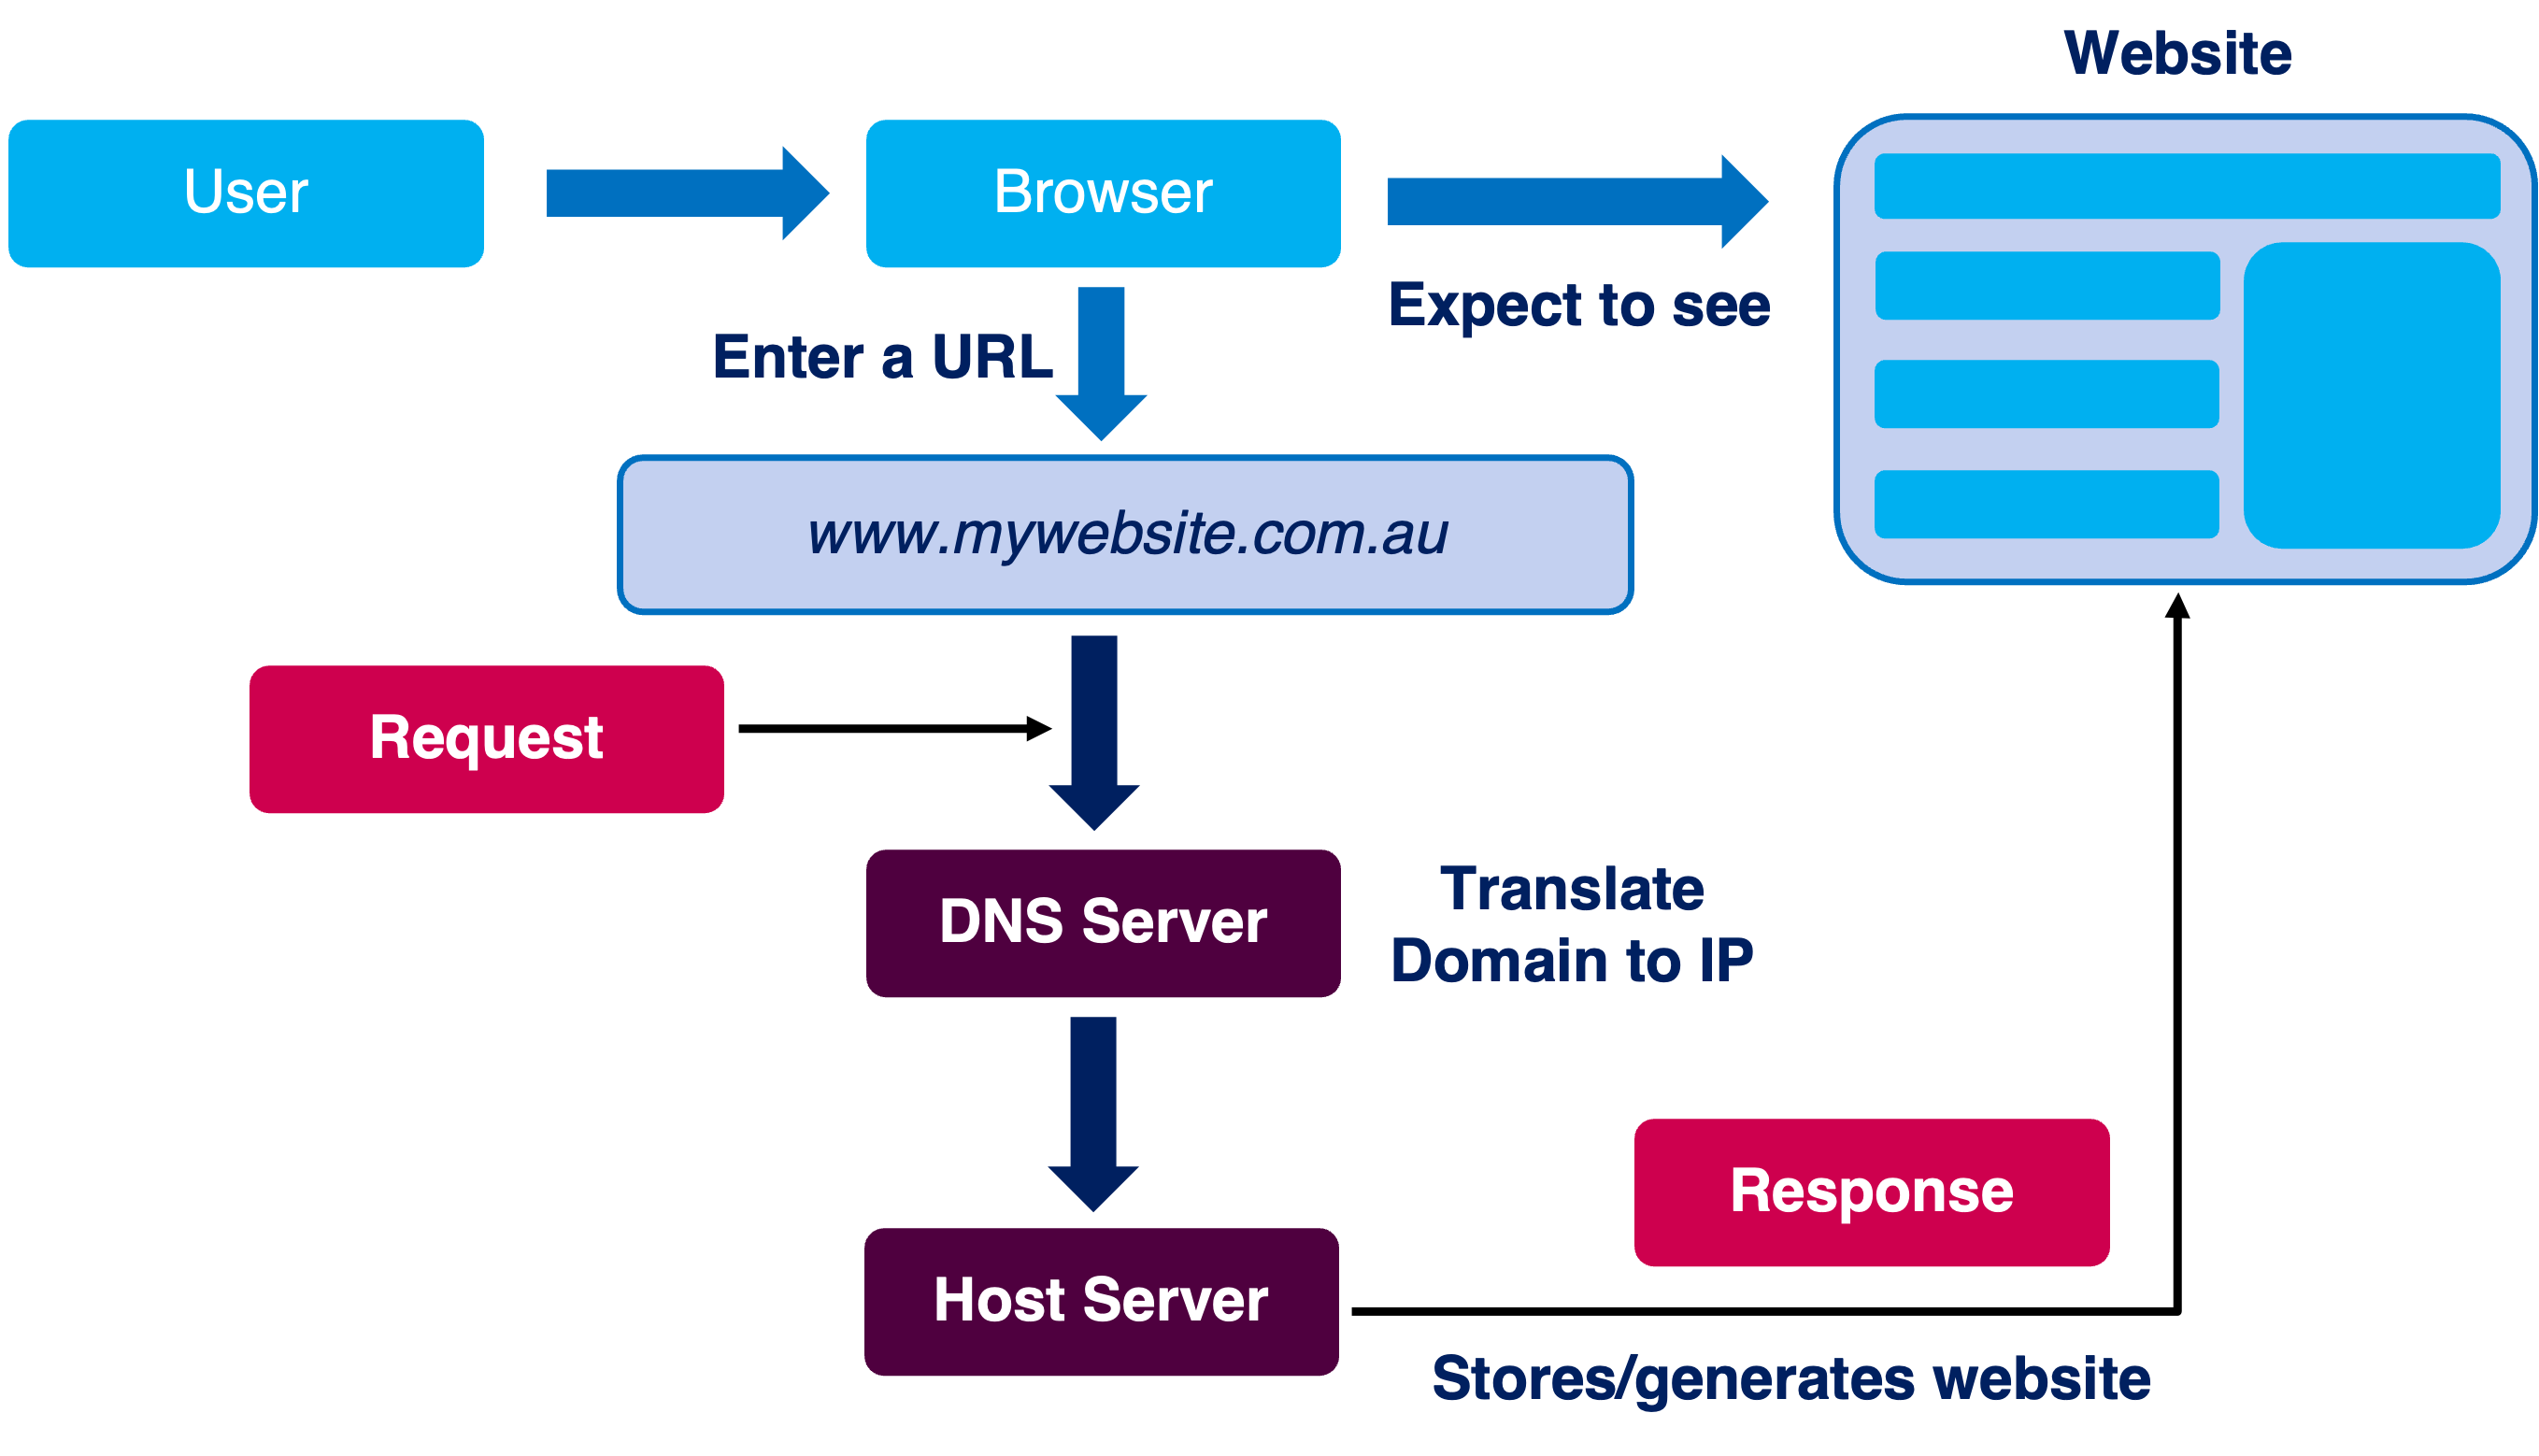 Website
User
Browser
Expect to see
Enter a URL
www.mywebsite.com.au
Request
DNS Server
Translate
Domain to IP
Response
Host Server
Stores/generates website